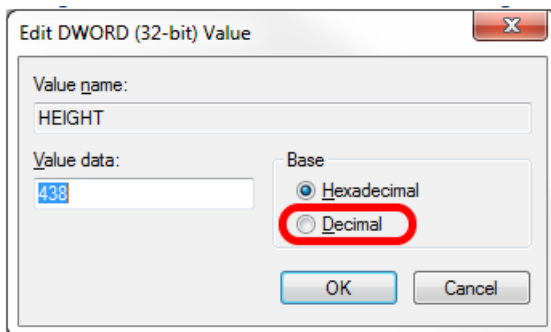 Edit DWORD (32-bit) Value
Value name:
HEIGHT
Value data:
438
Base
Hexadecimal
Decimal
OK
Cancel